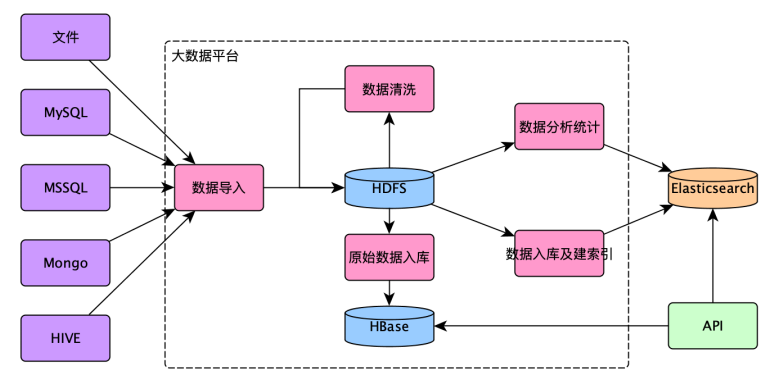 文件
MySQL
MSSQL
Mongo
HIVE
大数据平台
数据导入
数据清洗
HDFS
原始数据入库
HBase
数据分析统计
数据入库及建索引
Elasticsearch
API